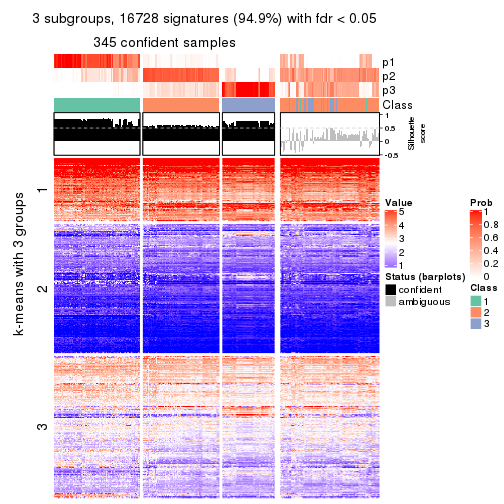 3 subgroups, 16728 signatures (94.9%) with fdr < 0.05
345 confident samples
p1
p2
p3
Class
1
0.5
0
-0.5
Silhouette
score
k-means with 3 groups
1
2
3
Value
5
4
3
2
1
Status (barplots)
confident
ambiguous
Prob
1
0.8
0.6
0.4
0.2
0
Class
1
2
3